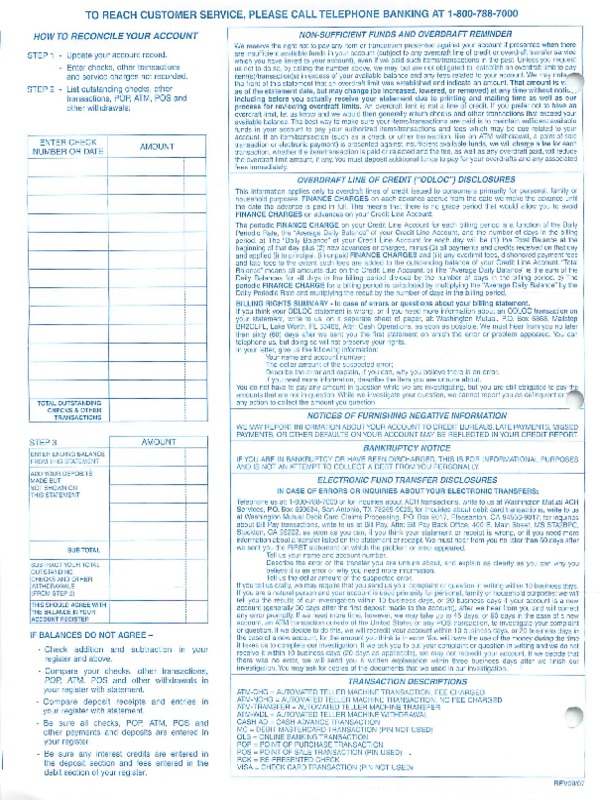 TO REACH CUSTOMER SERVICE, PLEASE CALL TELEPHONE BANKING AT 1-800-788-7000
HOW TO RECONCILE YOUR ACCOUNT
STEP 1 - Update your account record.
- Enter checks, other transactions
and service charges not recorded.
STEP 2 - List outstanding checks, other
transactions, POP, ATM, POS and
other withdrawals:
ENTER CHECK
NUMBER OR DATE
AMOUNT
TOTAL OUTSTANDING
CHECKS & OTHER
TRANSACTIONS
STEP 3
AMOUNT
ENTER ENDING BALANCE
FROM THIS STATEMENT
ADD YOUR DEPOSITS
MADE BUT
NOT SHOWN ON
THIS STATEMENT
SUB TOTAL
SUBTRACT YOUR TOTAL
OUTSTANDING
CHECKS AND OTHER
WITHDRAWALS
(FROM STEP 2)
THIS SHOULD AGREE WITH
THE BALANCE IN YOUR
ACCOUNT REGISTER
IF BALANCES DO NOT AGREE –
- Check addition and subtraction in your
register and above.
- Compare your checks, other transactions,
POP, ATM, POS and other withdrawals in
your register with statement.
- Compare deposit receipts and entries in
your register with statement.
- Be sure all checks, POP, ATM, POS and
other payments and deposits are entered in
your register.
- Be sure any interest credits are entered in
the deposit section and fees entered in the
debit section of your register.
NON-SUFFICIENT FUNDS AND OVERDRAFT REMINDER
We reserve the right not to pay any item or transaction presented against your account if presented when there
are insufficient available funds in your account (subject to any overdraft line of credit or overdraft transfer service
which you have linked to your account), even if we paid such items/transactions in the past. Unless you request
us not to do so, by calling the number above, we may, but are not obligated to establish an overdraft limit to pay
item(s)/transaction(s) in excess of your available balance and any fees related to your account. We may
the front of this statement that an overdraft limit was established and indicate the amount. That amount is
as of the statement date, but may change (be increased, lowered, or removed) at any time without notice,
including before you actually receive your statement due to printing and mailing time as well as our
process for reviewing overdraft limits. An overdraft limit is not a line of credit. If you prefer not to have an
overdraft limit, let us know and we would then generally return checks and other transactions that exceed your
available balance. The best way to make sure your items/transactions are paid is to maintain sufficient available
funds in your account to pay your authorized items/transactions and fees which may be due related to your
account. If an item/transaction (such as a check or other transaction, like an ATM withdrawal, a point of sale
transaction or electronic payment) is presented against insufficient available funds, we will charge a fee for each
transaction, whether the item/transaction is paid or rejected and the fee, as well as any overdraft paid, will reduce
the overdraft limit amount, if any. You must deposit additional funds to pay for your overdrafts and any associated
fees immediately.
OVERDRAFT LINE OF CREDIT ("ODLOC") DISCLOSURES
This information applies only to overdraft lines of credit issued to consumers primarily for personal, family or
household purposes. FINANCE CHARGES on each advance accrue from the date we make the advance until
the date the advance is paid in full. This means that there is no grace period that would allow you to avoid
FINANCE CHARGES on advances on your Credit Line Account.
The periodic FINANCE CHARGE on your Credit Line Account for each billing period is a function of the Daily
Periodic Rate, the "Average Daily Balance" of your Credit Line Account, and the number of days in the billing
period. a) The "Daily Balance" of your Credit Line Account for each day will be (1) the Total Balance at the
beginning of that day plus (2) new advances or charges, minus (3) all payments and credits received on that day
and applied (i) to principal, (ii) unpaid FINANCE CHARGES and (iii) any overlimit fees, dishonored payment fees
and late fees to the extent such fees are added to the outstanding balance of your Credit Line Account. "Total
Balance" means all amounts due on the Credit Line Account. b) The "Average Daily Balance" is the sum of the
Daily Balances for all days in the billing period divided by the number of days in the billing period. c) The
periodic FINANCE CHARGE for a billing period is calculated by multiplying the "Average Daily Balance" by the
Daily Periodic Rate and multiplying the result by the number of days in the billing period.
BILLING RIGHTS SUMMARY - In case of errors or questions about your billing statement.
If you think your ODLOC statement is wrong, or if you need more information about an ODLOC transaction on
your statement, write to us, on a separate sheet of paper, at: Washington Mutual, P.O. Box Mailstop
Lake Worth, FL Attn: Cash Operations, as soon as possible. We must hear from you no later
than sixty (60) days after we sent you the first statement on which the error or problem appeared. You can
telephone us, but doing so will not preserve your rights.
In your letter, give us the following information:
Your name and account number;
The dollar amount of the suspected error;
Describe the error and explain, if you can, why you believe there is an error.
If you need more information, describe the item you are unsure about.
You do not have to pay any amount in question while we are investigating, but you are still obligated to pay the
amounts that are not in question. While we investigate your question, we cannot report you as delinquent or
any action to collect the amount you question.
NOTICES OF FURNISHING NEGATIVE INFORMATION
WE MAY REPORT INFORMATION ABOUT YOUR ACCOUNT TO CREDIT BUREAUS. LATE PAYMENTS, MISSED
PAYMENTS, OR OTHER DEFAULTS ON YOUR ACCOUNT MAY BE REFLECTED IN YOUR CREDIT REPORT.
BANKRUPTCY NOTICE
IF YOU ARE IN BANKRUPTCY OR HAVE BEEN DISCHARGED, THIS IS FOR INFORMATIONAL PURPOSES
AND IS NOT AN ATTEMPT TO COLLECT A DEBT FROM YOU PERSONALLY.
ELECTRONIC FUND TRANSFER DISCLOSURES
IN CASE OF ERRORS OR INQUIRIES ABOUT YOUR ELECTRONIC TRANSFERS:
Telephone us at: 1-800-788-7000 or for inquiries about ACH transactions, write to us at Washington Mutual ACH
Services, P.O. Box San Antonio, TX for inquiries about debit card transactions, write to us
at Washington Mutual Debit Card Claims Processing, P.O. Box 9017, Pleasanton, CA for inquiries
about Bill Pay transactions, write to us at Bill Pay, Attn: Bill Pay Back Office, 400 E. Main Street, MS
Stockton, CA as soon as you can, if you think your statement or receipt is wrong, or if you need more
information about a transfer listed on the statement or receipt. We must hear from you no later than 60 days after
we sent you the FIRST statement on which the problem or error appeared.
Tell us your name and account number.
Describe the error or the transfer you are unsure about, and explain as clearly as you can why you
believe it is an error or why you need more information.
Tell us the dollar amount of the suspected error.
If you tell us orally, we may require that you send us your complaint or question in writing within 10 business days.
If you are a natural person and your account is used primarily for personal, family or household purposes: we will
tell you the results of our investigation within 10 business days, or 20 business days if your account is a new
account (generally 30 days after the first deposit made to the account), after we hear from you and will correct
any error promptly. If we need more time, however, we may take up to 45 days, or 90 days in the case of a new
account, an ATM transaction outside of the United States or any POS transaction, to investigate your complaint
or question. If we decide to do this, we will recredit your account within 10 business days, or 20 business days in
the case of a new account, for the amount you think is in error. You will have the use of the money during the time
it takes us to complete our investigation. If we ask you to put your complaint or question in writing and we do not
receive it within 10 business days (20 days as applicable), we may not recredit your account. If we decide that
there was no error, we will send you a written explanation within three business days after we finish our
investigation. You may ask for copies of the documents that we used in our investigation.
TRANSACTION DESCRIPTIONS
ATM-CHG = AUTOMATED TELLER MACHINE TRANSACTION, FEE CHARGED
ATM-NCHG = AUTOMATED TELLER MACHINE TRANSACTION, NO FEE CHARGED
ATM-TRANSFER = AUTOMATED TELLER MACHINE TRANSFER
ATM-WDL = AUTOMATED TELLER MACHINE WITHDRAWAL
CASH AD = CASH ADVANCE TRANSACTION
MC = DEBIT MASTERCARD TRANSACTION (PIN NOT USED)
OLB = ONLINE BANKING TRANSACTION
POP = POINT OF PURCHASE TRANSACTION
POS = POINT OF SALE TRANSACTION (PIN USED)
RCK = RE-PRESENTED CHECK
VISA = CHECK CARD TRANSACTION (PIN NOT USED)